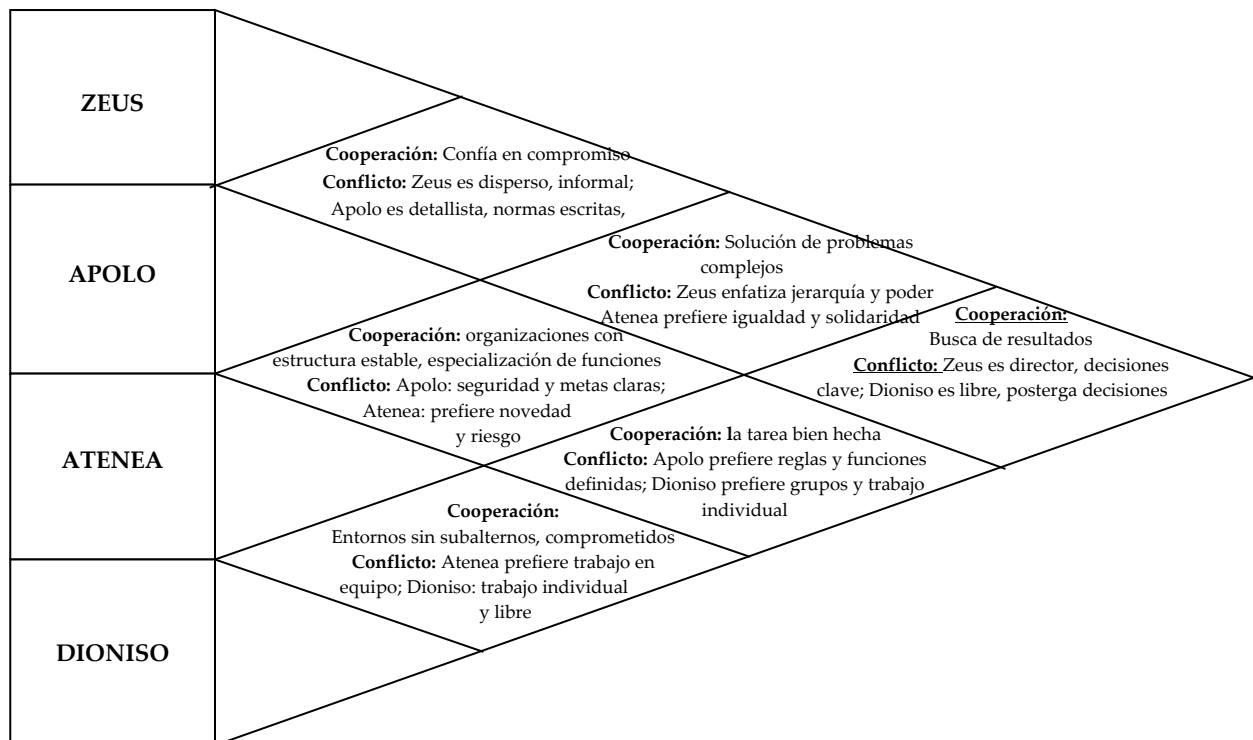 ZEUS
APOLO
ATENEA
DIONISO
Cooperación: Confía en compromiso
Conflicto: Zeus es disperso, informal;
Apolo es detallista, normas escritas,
Cooperación: Solución de problemas
complejos
Conflicto: Zeus enfatiza jerarquía y poder
Atenea prefiere igualdad y solidaridad
Cooperación:
Busca de resultados
Conflicto: Zeus es director, decisiones
clave; Dioniso es libre, posterga decisiones
Cooperación: organizaciones con
estructura estable, especialización de funciones
Conflicto: Apolo: seguridad y metas claras;
Atenea: prefiere novedad
y riesgo
Cooperación: la tarea bien hecha
Conflicto: Apolo prefiere reglas y funciones
definidas; Dioniso prefiere grupos y trabajo
individual
Cooperación:
Entornos sin subalternos, comprometidos
Conflicto: Atenea prefiere trabajo en
equipo; Dioniso: trabajo individual
y libre